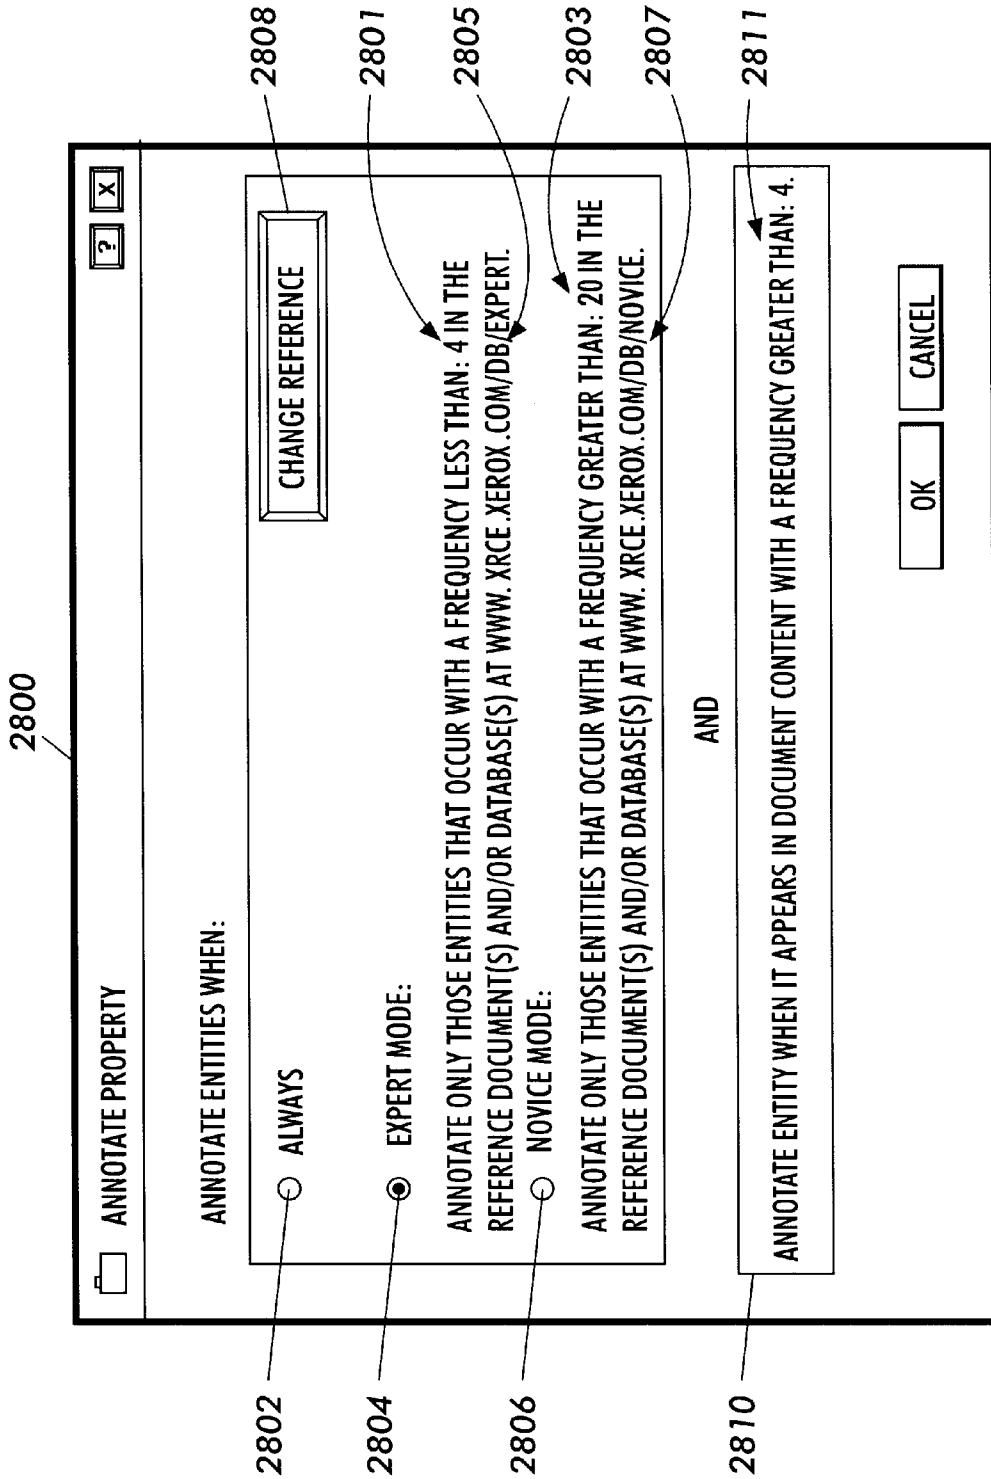 2800
ANNOTATE PROPERTY
? X
ANNOTATE ENTITIES WHEN:
2802
ALWAYS
CHANGE REFERENCE
2808
2804
EXPERT MODE:
2801
ANNOTATE ONLY THOSE ENTITIES THAT OCCUR WITH A FREQUENCY LESS THAN: 4 IN THE
REFERENCE DOCUMENT(S) AND/OR DATABASE(S) AT WWW. XRCE.XEROX.COM/DB/EXPERT.
2805
2806
NOVICE MODE:
2803
ANNOTATE ONLY THOSE ENTITIES THAT OCCUR WITH A FREQUENCY GREATER THAN: 20 IN THE
REFERENCE DOCUMENT(S) AND/OR DATABASE(S) AT WWW. XRCE.XEROX.COM/DB/NOVICE.
2807
AND
2810
ANNOTATE ENTITY WHEN IT APPEARS IN DOCUMENT CONTENT WITH A FREQUENCY GREATER THAN: 4.
2811
OK CANCEL